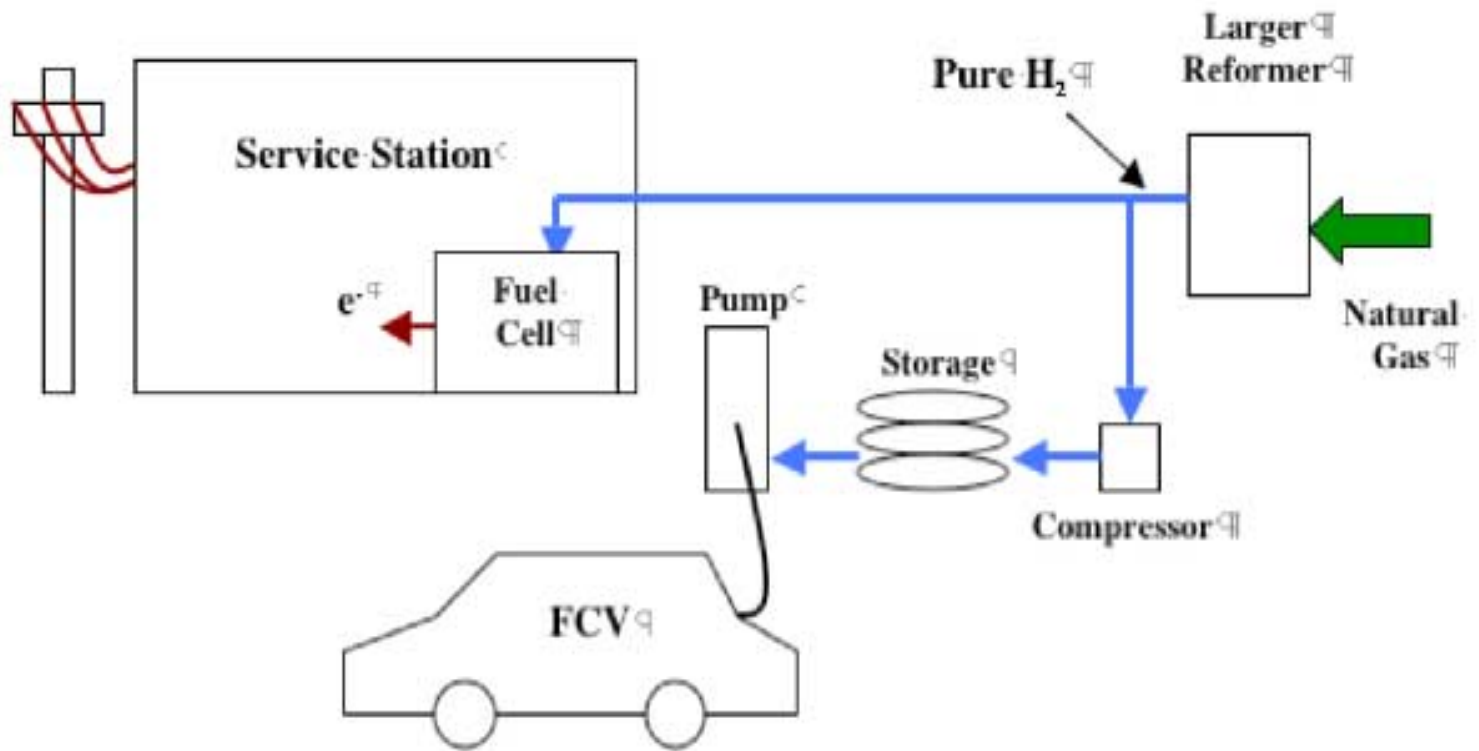 Larger¶
Reformer¶
Pure·H₂¶
Service·Station
e-¶
Fuel·
Cell¶
Pump
Storage¶
Natural·
Gas¶
Compressor¶
FCV¶